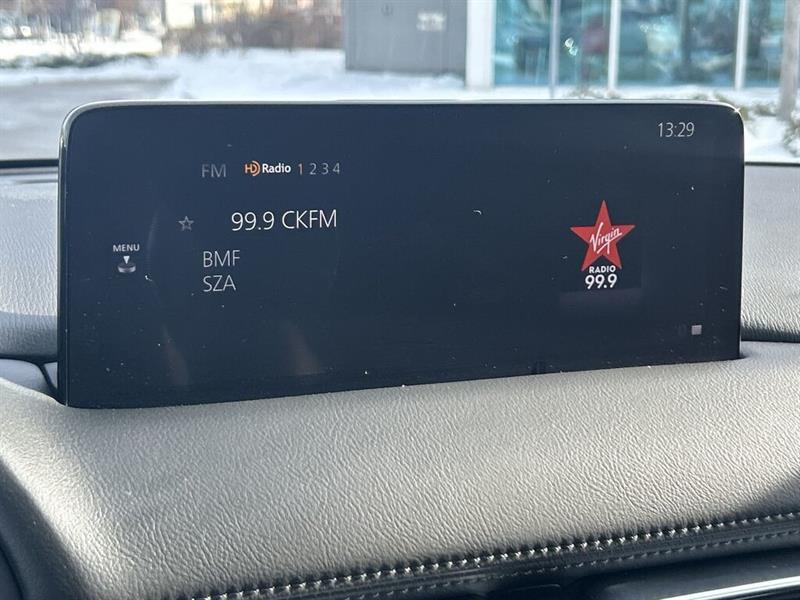 13:29
FM HD Radio 1 2 3 4
99.9 CKFM
MENU
BMF
SZA
Virgin
RADIO
99.9